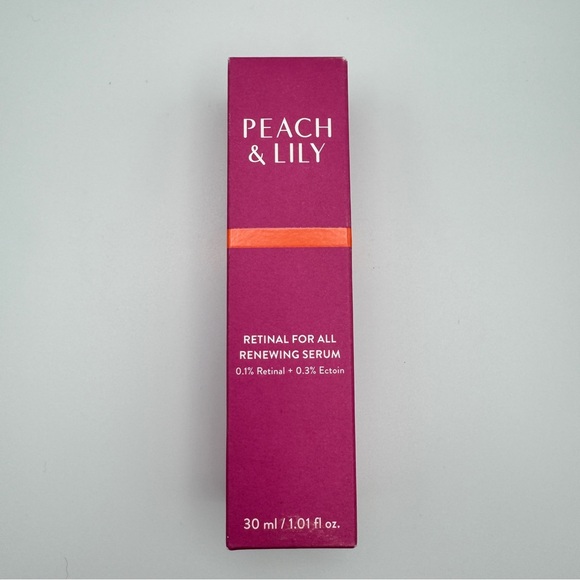 PEACH
& LILY
RETINAL FOR ALL
RENEWING SERUM
0.1% Retinal + 0.3% Ectoin
30 ml / 1.01 fl oz.